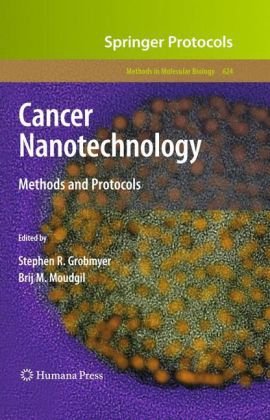 Springer Protocols
Methods in Molecular Biology 624
Cancer
Nanotechnology
Methods and Protocols
Edited by
Stephen R. Grobmyer
Brij M. Moudgil
Humana Press